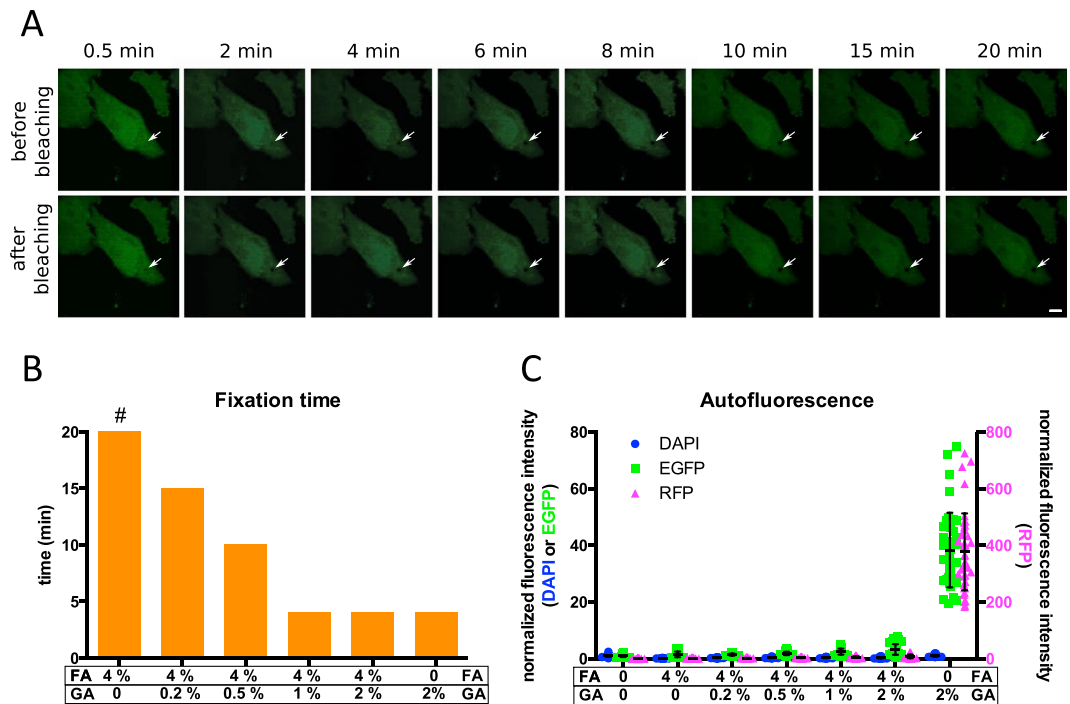 A
0.5 min 2 min 4 min 6 min 8 min 10 min 15 min 20 min
before
bleaching
after
bleaching
B
Fixation time
#
time (min)
20
15
10
5
0
FA 4 % 4 % 4 % 4 % 4 % 0 FA
GA 0 0.2 % 0.5 % 1 % 2 % 2% GA
C
Autofluorescence
normalized fluorescence intensity
(DAPI or EGFP)
80
60
40
20
0
DAPI
EGFP
RFP
800
600
400
200
0
normalized fluorescence intensity
(RFP)
FA 0 4 % 4 % 4 % 4 % 4 % 0 FA
GA 0 0 0.2 % 0.5 % 1 % 2 % 2% GA